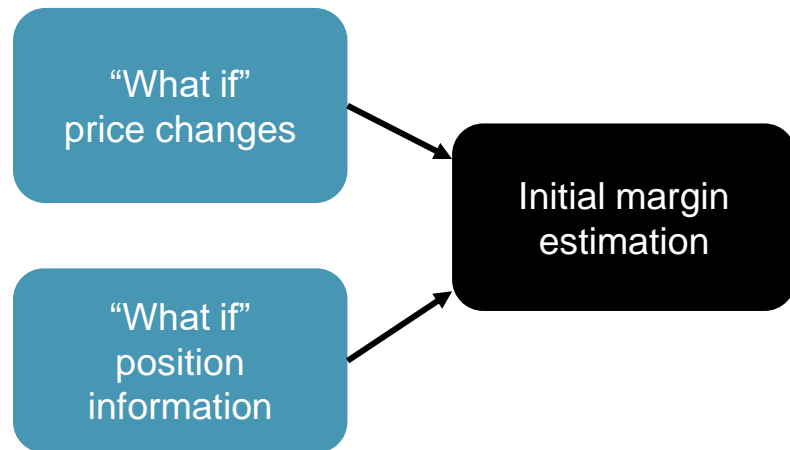 “What if”
price changes
Initial margin
estimation
“What if”
position
information